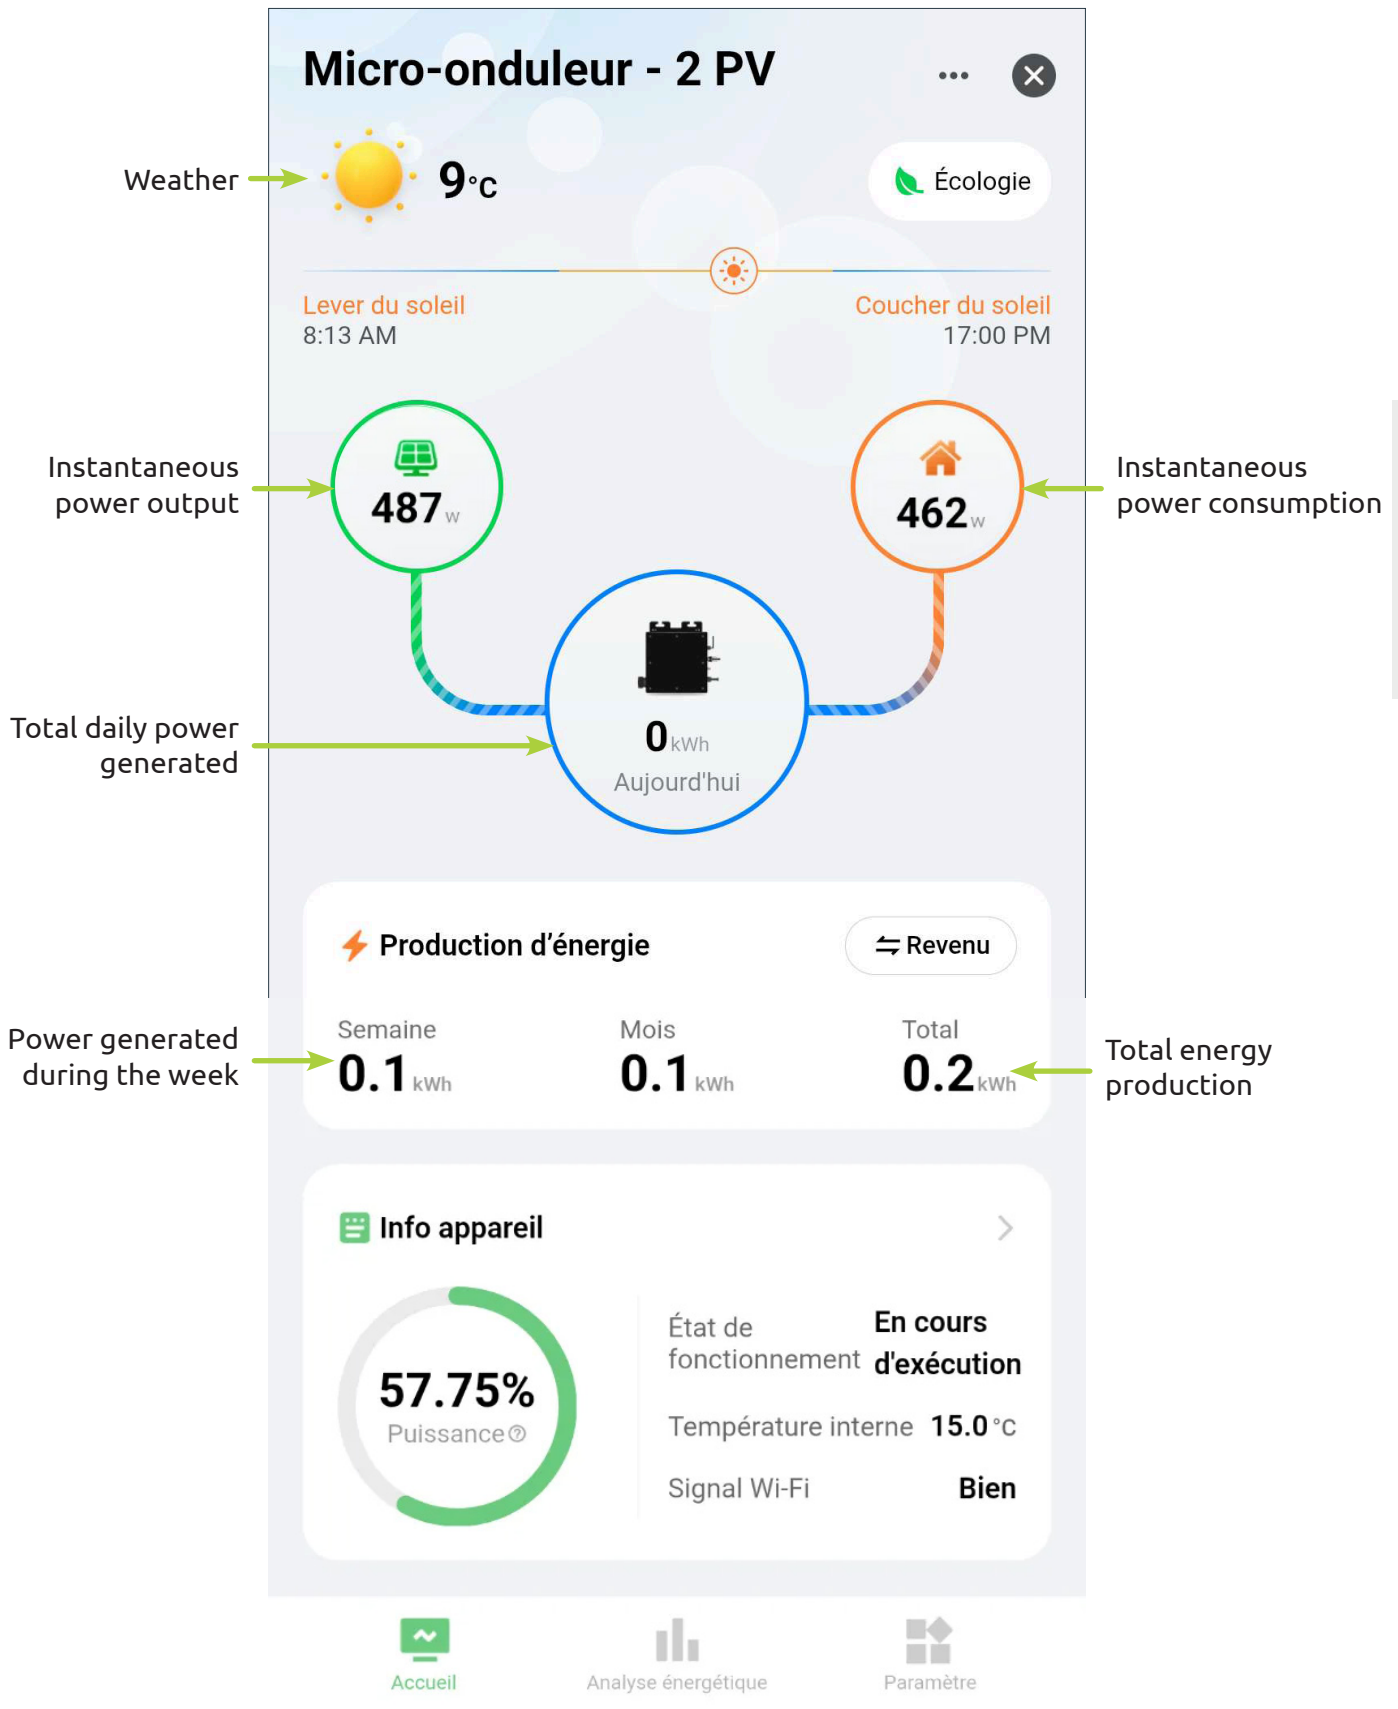 Micro-onduleur - 2 PV
Weather
9°C
Écologie
Lever du soleil
Coucher du soleil
8:13 AM
17:00 PM
Instantaneous
power output
487 W
462 W
Instantaneous
power consumption
Total daily power
generated
0 kWh
Aujourd'hui
Production d’énergie
Revenu
Power generated
during the week
Semaine
Mois
Total
0.1 kWh
0.1 kWh
0.2 kWh
Total energy
production
Info appareil
57.75%
Puissance
État de
fonctionnement
En cours
d'exécution
Température interne 15.0 °C
Signal Wi-Fi Bien
Accueil
Analyse énergétique
Paramètre